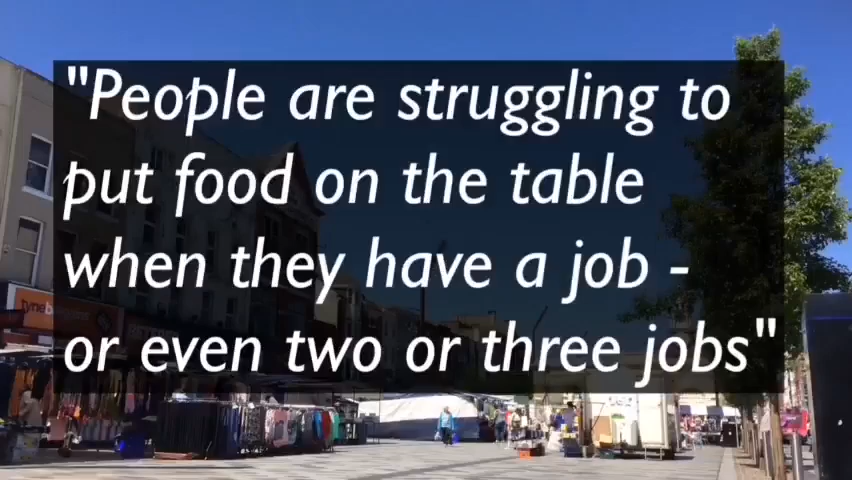 "People are struggling to
put food on the table
when they have a job -
or even two or three jobs"
tyne